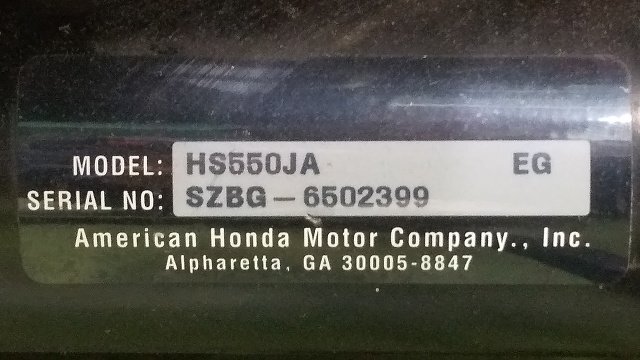 MODEL: HS550JA EG
SERIAL NO: SZBG-6502399
American Honda Motor Company., Inc.
Alpharetta, GA 30005-8847